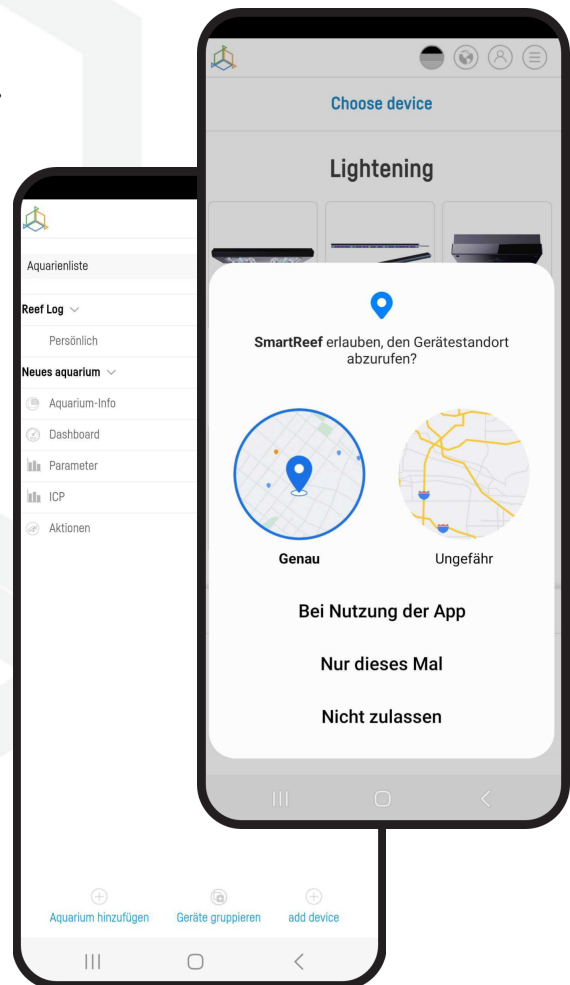 Aquarienliste
Reef Log
Persönlich
Neues aquarium
Aquarium-Info
Dashboard
Parameter
ICP
Aktionen
Aquarium hinzufügen
Geräte gruppieren
add device
Choose device
Lightening
SmartReef erlauben, den Gerätestandort
abzurufen?
Genau
Ungefähr
Bei Nutzung der App
Nur dieses Mal
Nicht zulassen